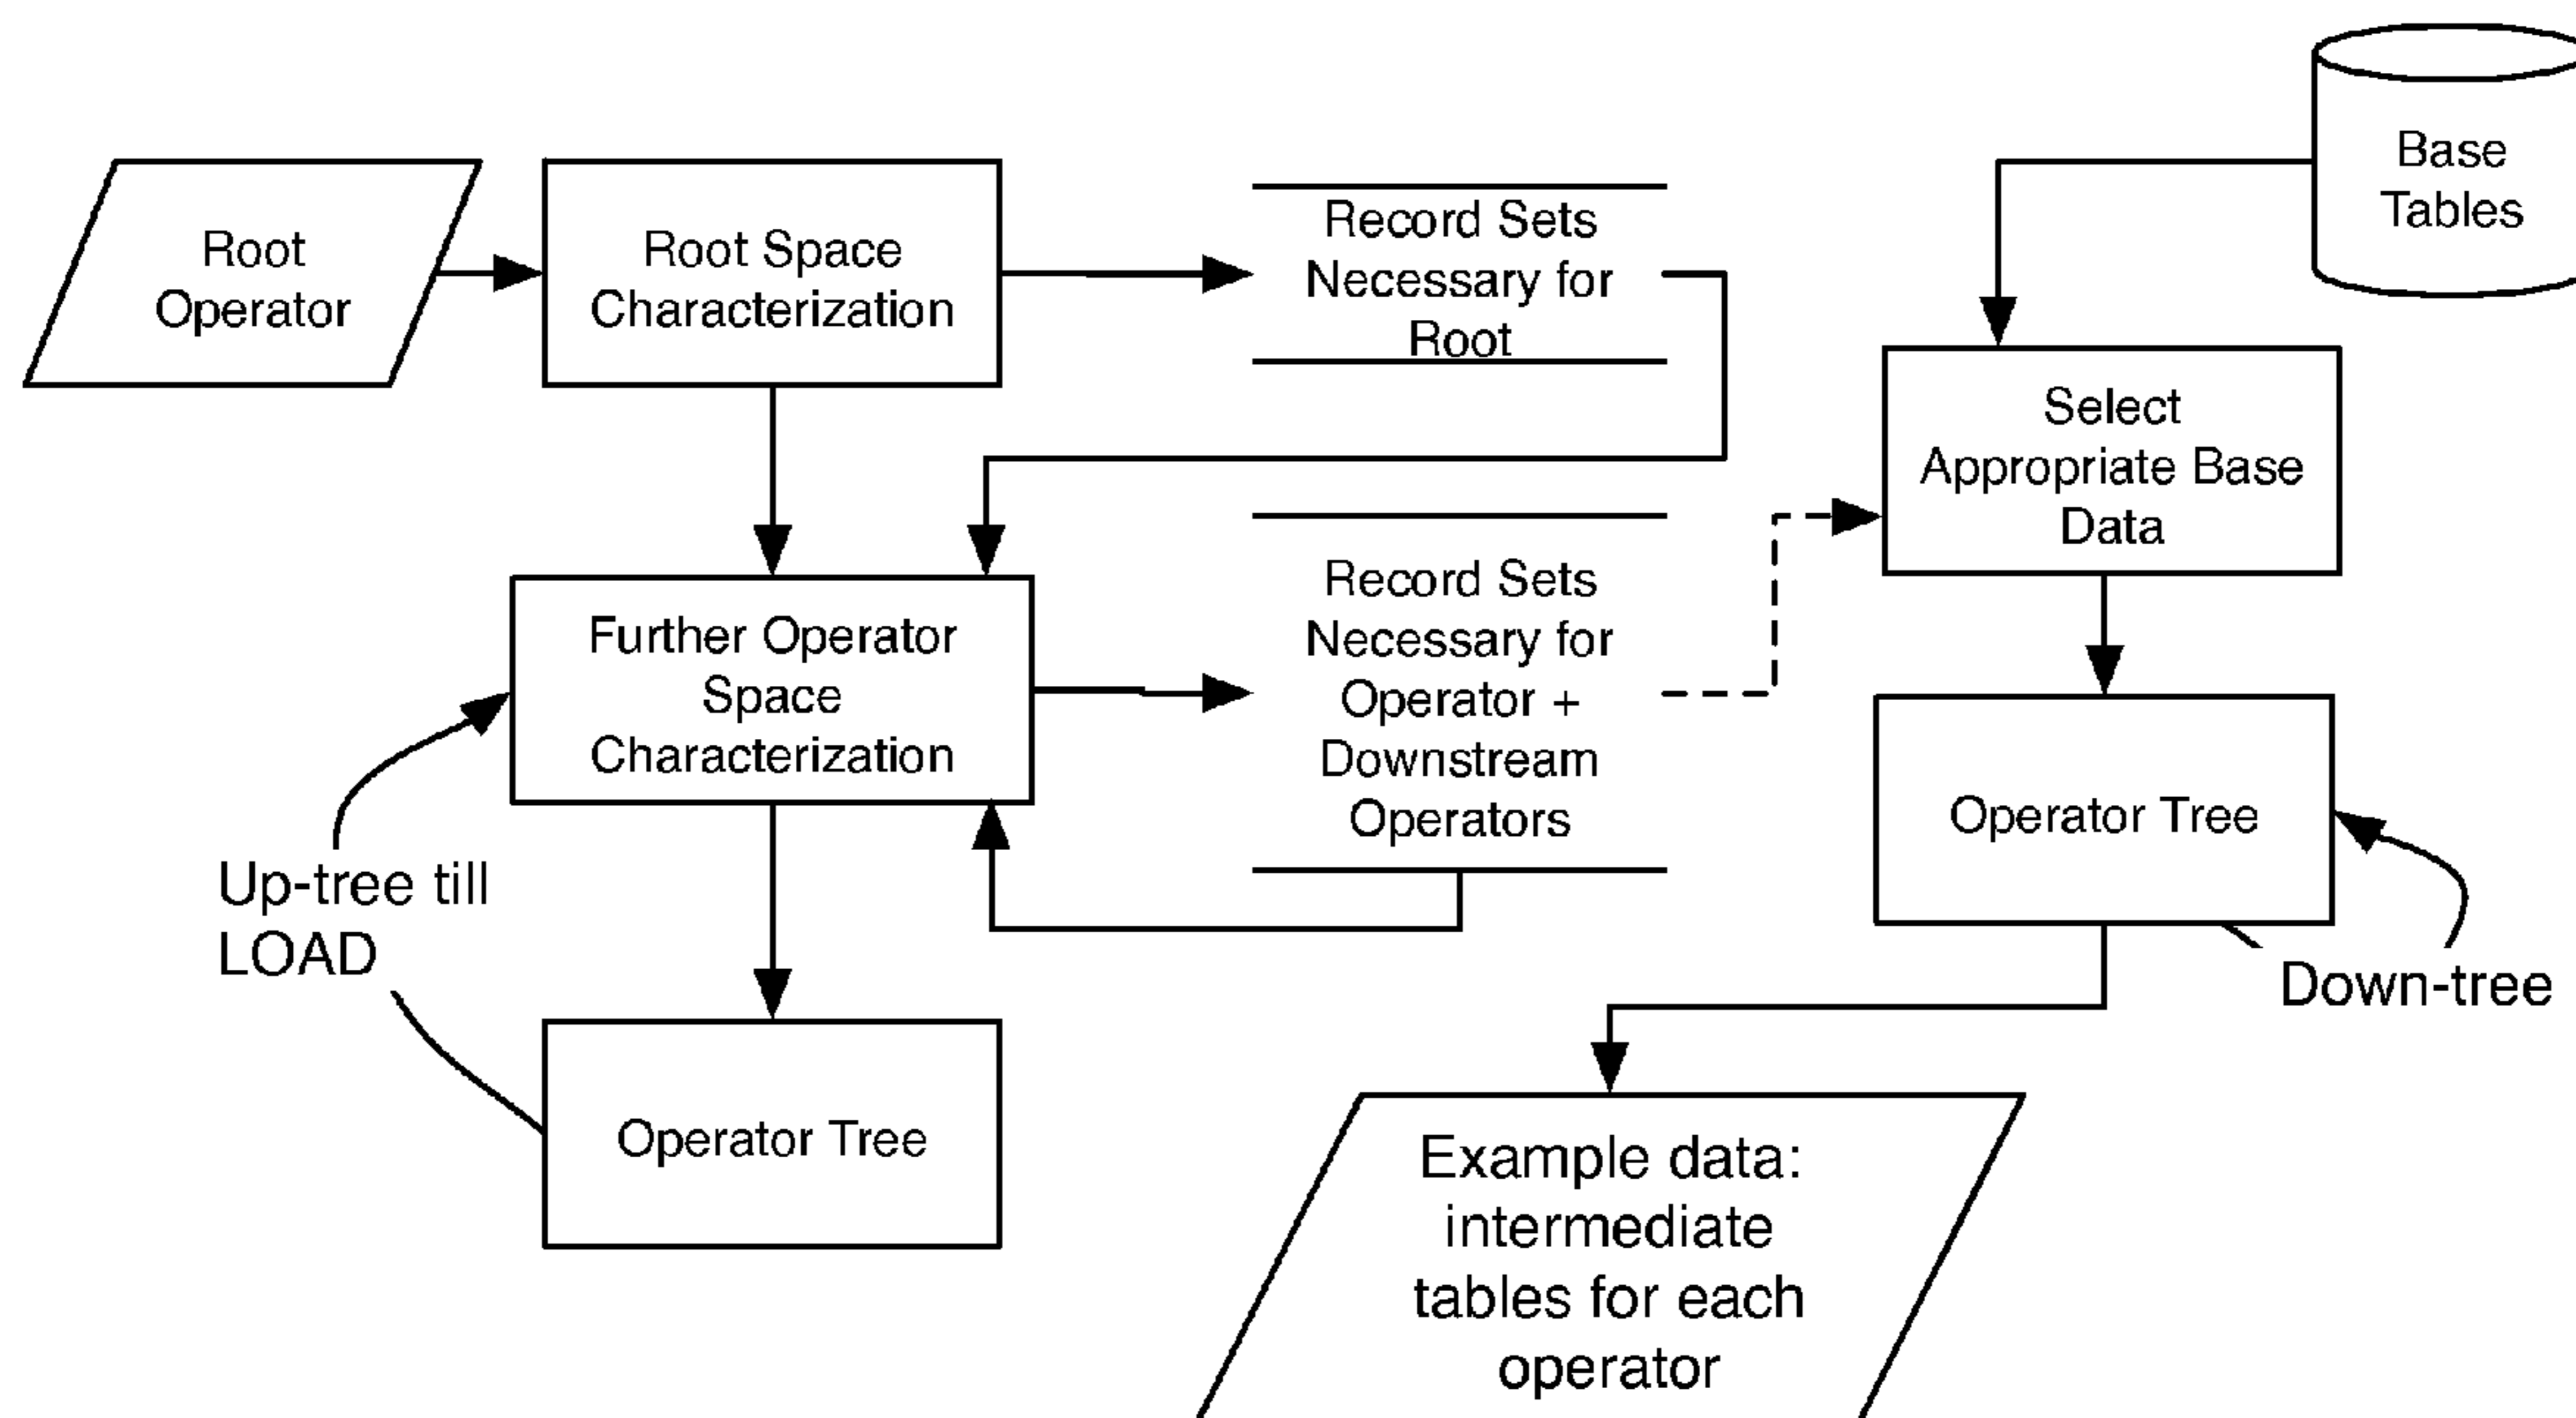 Root
Operator
Root Space
Characterization
Record Sets
Necessary for
Root
Base
Tables
Select
Appropriate Base
Data
Further Operator
Space
Characterization
Record Sets
Necessary for
Operator +
Downstream
Operators
Operator Tree
Up-tree till
LOAD
Down-tree
Operator Tree
Example data:
intermediate
tables for each
operator